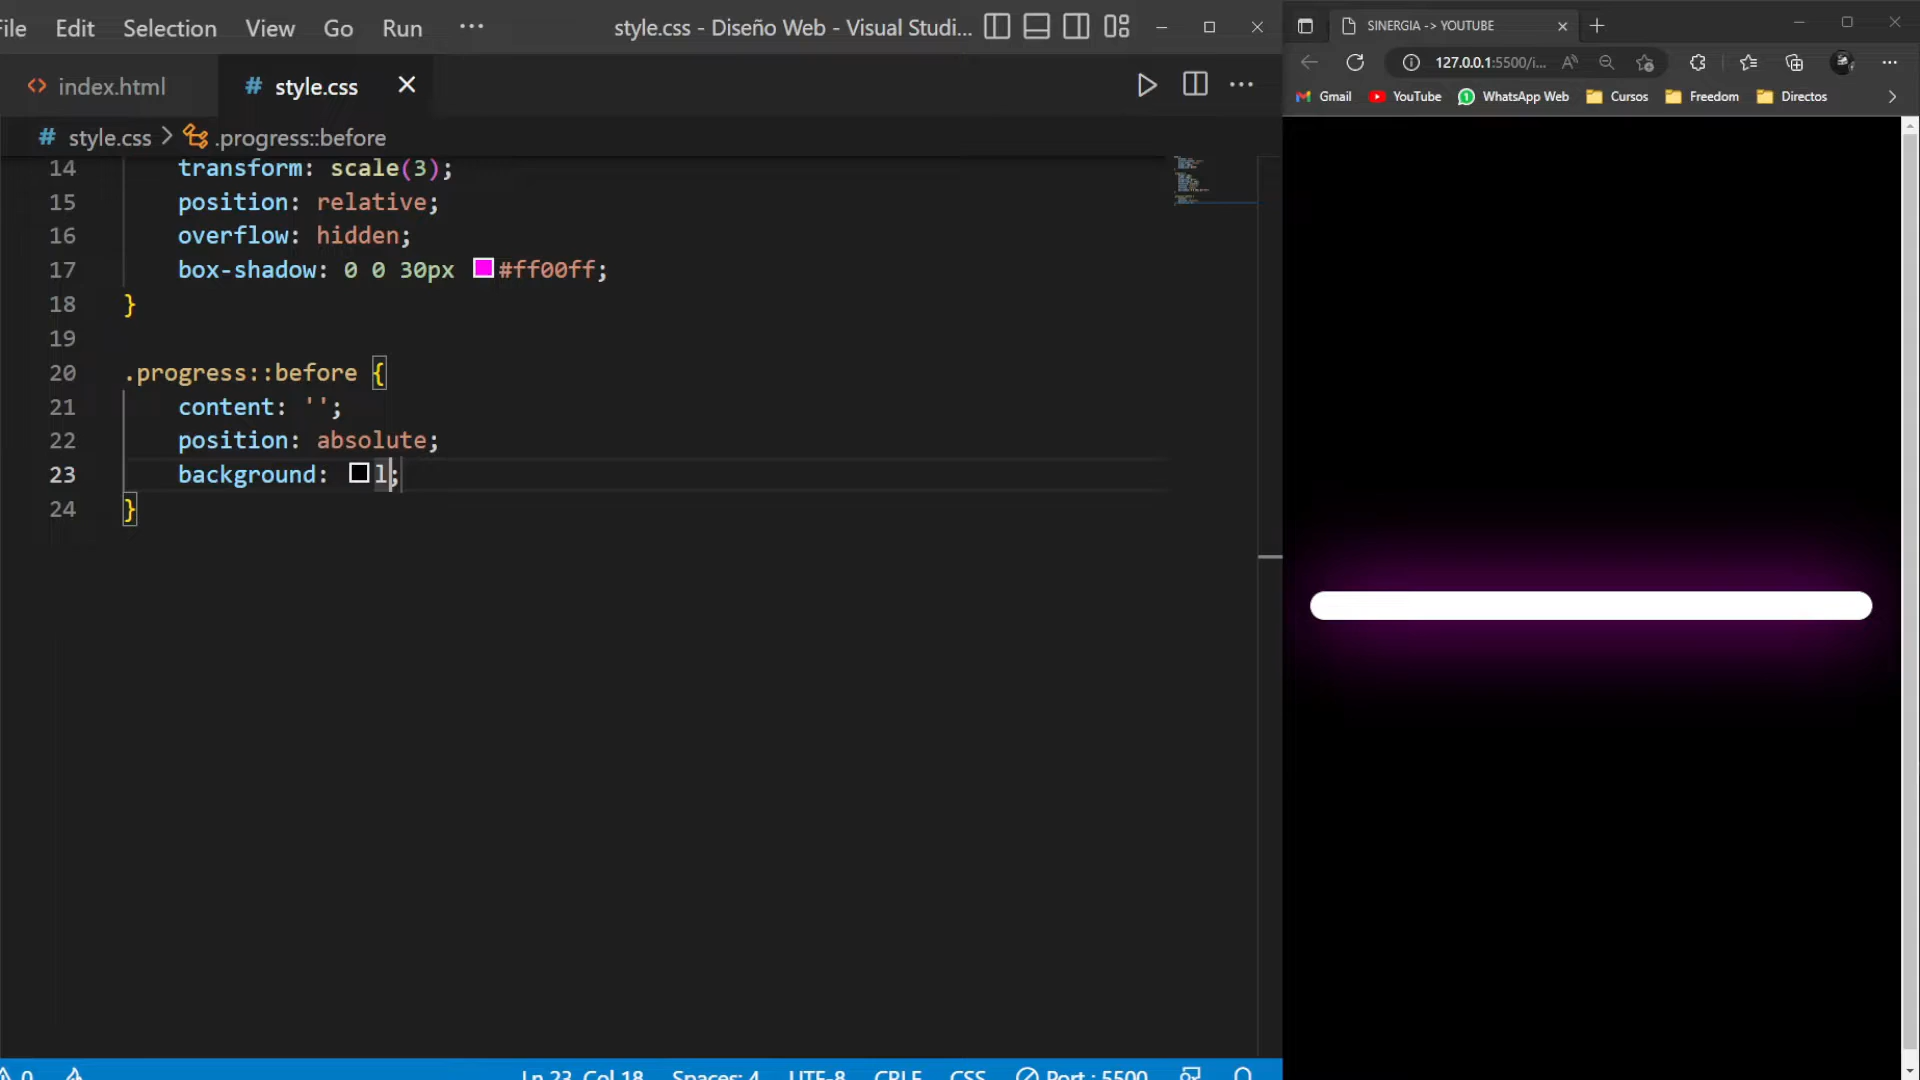 File Edit Selection View Go Run ··· style.css - Diseño Web - Visual Studi...
index.html
style.css
style.css > .progress::before
14 transform: scale(3);
15 position: relative;
16 overflow: hidden;
17 box-shadow: 0 0 30px #ff00ff;
18 }
19
20 .progress::before {
21 content: '';
22 position: absolute;
23 background: l;
24 }
0 Ln 23, Col 18 Spaces: 4 UTF-8 CRLF CSS Port : 5500
SINERGIA -> YOUTUBE
127.0.0.1:5500/i...
Gmail YouTube WhatsApp Web Cursos Freedom Directos